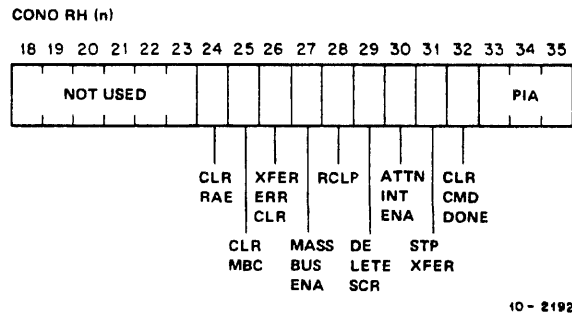 CONO RH (n)
18 19 20 21 22 23 24 25 26 27 28 29 30 31 32 33 34 35
NOT USED PIA
CLR XFER RCLP ATTN CLR
RAE ERR INT CMD
CLR ENA DONE
CLR MASS DE STP
MBC BUS LETE XFER
ENA SCR
10-2192